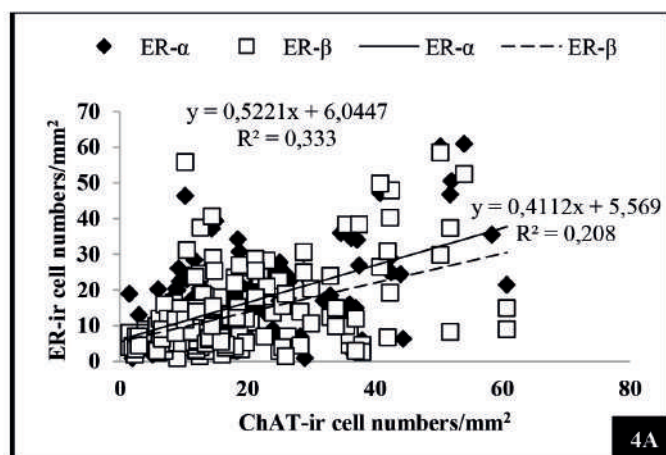 ER-α ER-β ER-α ER-β
70
60
50
40
30
20
10
0
y = 0,5221x + 6,0447
R² = 0,333
y = 0,4112x + 5,569
R² = 0,208
0 20 40 60 80
ER-ir cell numbers/mm²
ChAT-ir cell numbers/mm²
4A